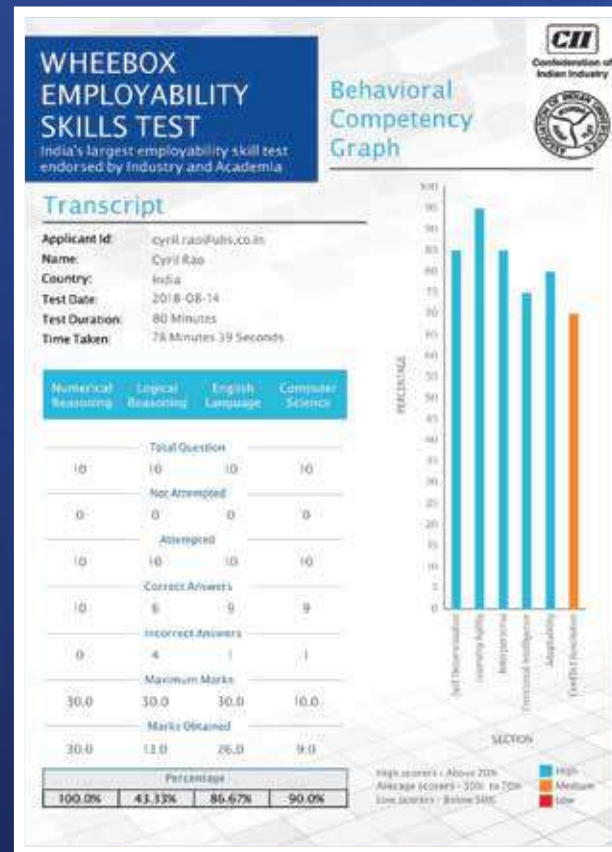 WHEEBOX
EMPLOYABILITY
SKILLS TEST
India's largest employability skill test
endorsed by Industry and Academia
CII
Confederation of
Indian Industry
Behavioral
Competency
Graph
Transcript
Applicant Id: cyril.rao@ubs.co.in
Name: Cyril Rao
Country: India
Test Date: 2018-08-14
Test Duration: 80 Minutes
Time Taken: 78 Minutes 39 Seconds
Numerical Reasoning Logical Reasoning English Language Computer Science
Total Question
10 10 10 10
Not Attempted
0 0 0 0
Attempted
10 10 10 10
Correct Answers
10 6 9 9
Incorrect Answers
0 4 1 1
Maximum Marks
30.0 30.0 30.0 10.0
Marks Obtained
30.0 13.0 26.0 9.0
Percentage
100.0% 43.33% 86.67% 90.0%
PERCENTAGE
100
95
90
85
80
75
70
65
60
55
50
45
40
35
30
25
20
15
10
5
0
Self Determination
Learning Agility
Interpersonal
Emotional Intelligence
Adaptability
Conflict Resolution
SECTION
High scorers - Above 70%
Average scorers - 50% to 70%
Low scorers - Below 50%
High
Medium
Low